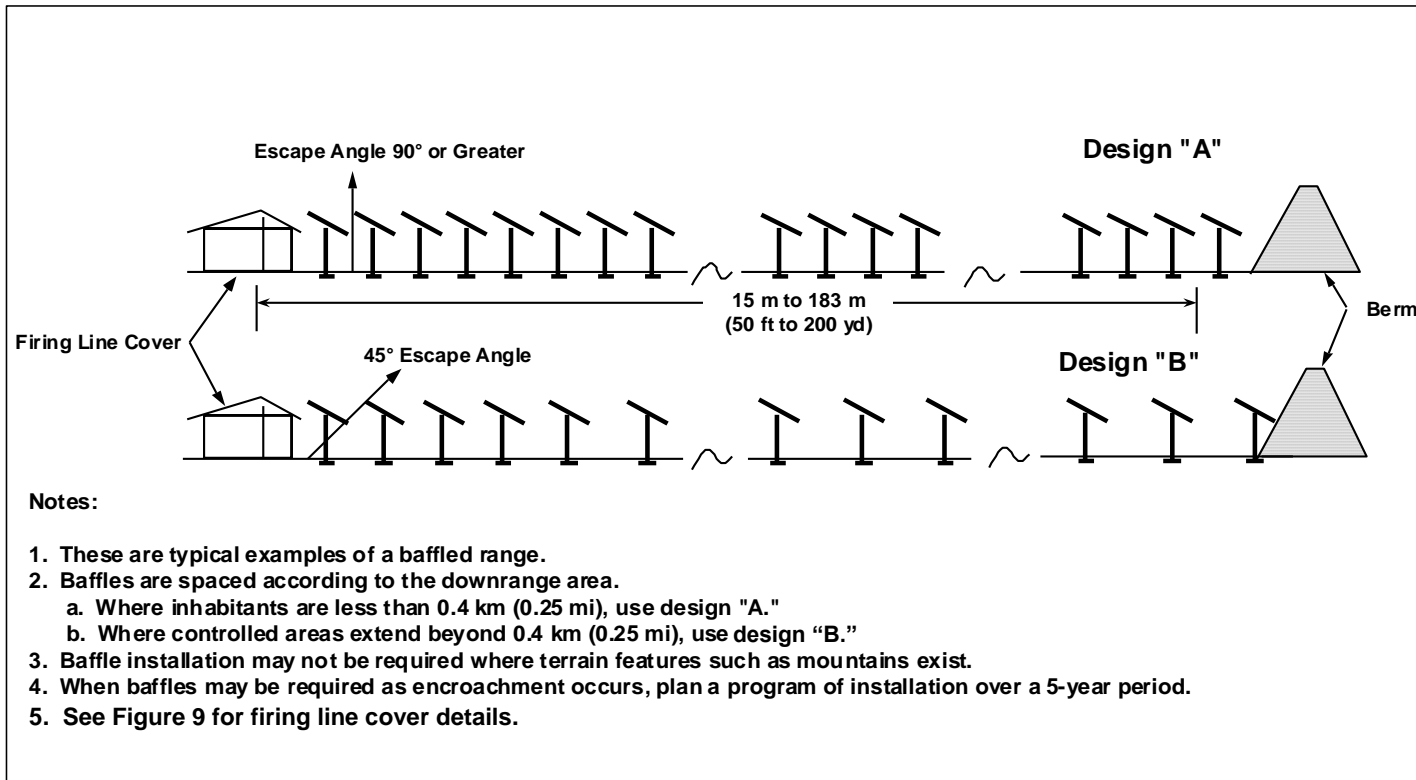 Escape Angle 90° or Greater
Design "A"
15 m to 183 m
(50 ft to 200 yd)
Berm
Firing Line Cover
45° Escape Angle
Design "B"
Notes:
1. These are typical examples of a baffled range.
2. Baffles are spaced according to the downrange area.
a. Where inhabitants are less than 0.4 km (0.25 mi), use design "A."
b. Where controlled areas extend beyond 0.4 km (0.25 mi), use design “B.”
3. Baffle installation may not be required where terrain features such as mountains exist.
4. When baffles may be required as encroachment occurs, plan a program of installation over a 5-year period.
5. See Figure 9 for firing line cover details.